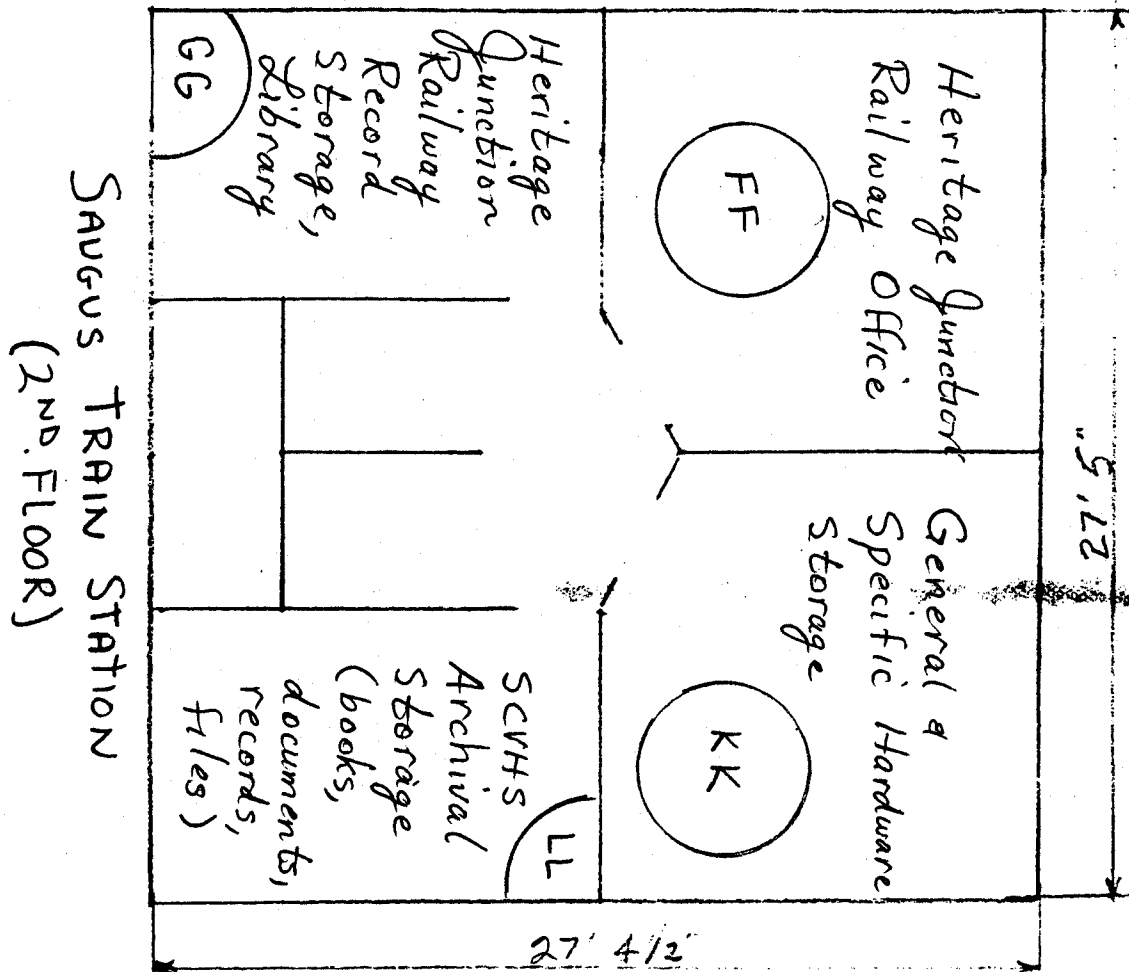 Heritage Junction
Railway Office
FF
General &
Specific Hardware
Storage
KK
27' 5"
Heritage
Junction
Railway
Record
Storage,
Library
GG
SCVHS
Archival
Storage
(books,
documents,
records,
files)
LL
27' 4 1/2'
SAUGUS TRAIN STATION
(2ND. FLOOR)